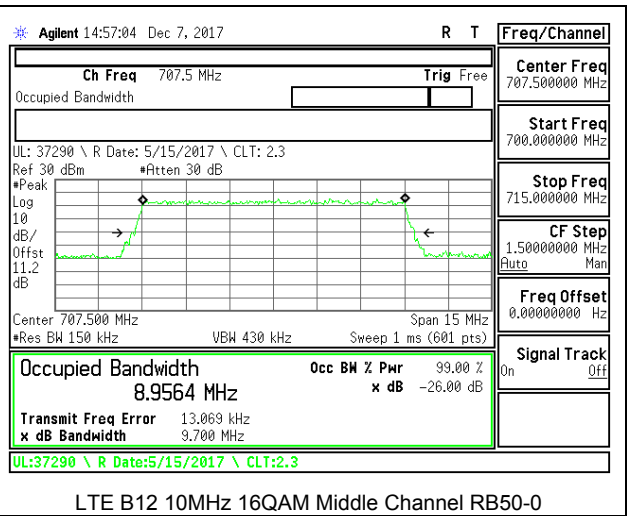 Agilent 14:57:04 Dec 7, 2017 R T
Freq/Channel
Ch Freq 707.5 MHz Trig Free
Occupied Bandwidth
Center Freq
707.500000 MHz
Start Freq
700.000000 MHz
Stop Freq
715.000000 MHz
CF Step
1.50000000 MHz
Auto Man
Freq Offset
0.00000000 Hz
Signal Track
On Off
UL: 37290 \ R Date: 5/15/2017 \ CLT: 2.3
Ref 30 dBm #Atten 30 dB
#Peak
Log
10
dB/
Offst
11.2
dB
Center 707.500 MHz Span 15 MHz
#Res BW 150 kHz VBW 430 kHz Sweep 1 ms (601 pts)
Occupied Bandwidth Occ BW % Pwr 99.00 %
8.9564 MHz x dB -26.00 dB
Transmit Freq Error 13.069 kHz
x dB Bandwidth 9.700 MHz
UL:37290 \ R Date:5/15/2017 \ CLT:2.3
LTE B12 10MHz 16QAM Middle Channel RB50-0